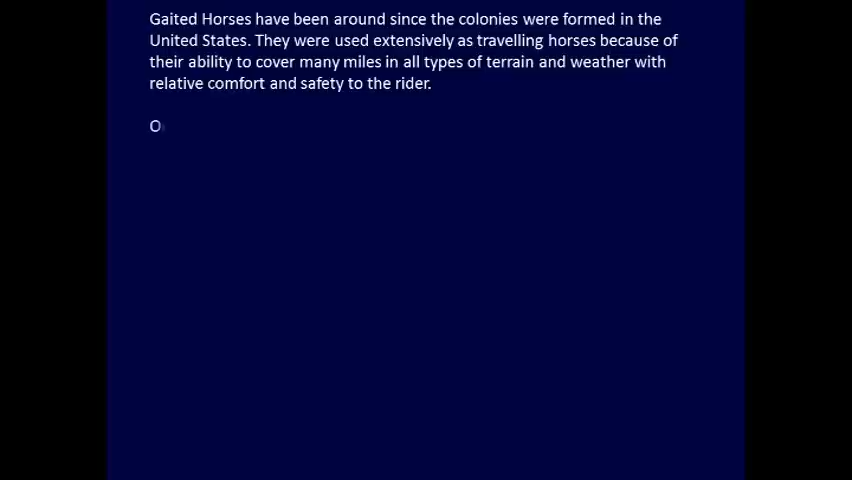 Gaited Horses have been around since the colonies were formed in the
United States. They were used extensively as travelling horses because of
their ability to cover many miles in all types of terrain and weather with
relative comfort and safety to the rider.
O